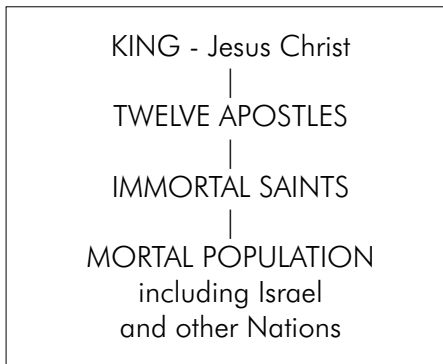 KING - Jesus Christ
TWELVE APOSTLES
IMMORTAL SAINTS
MORTAL POPULATION
including Israel
and other Nations